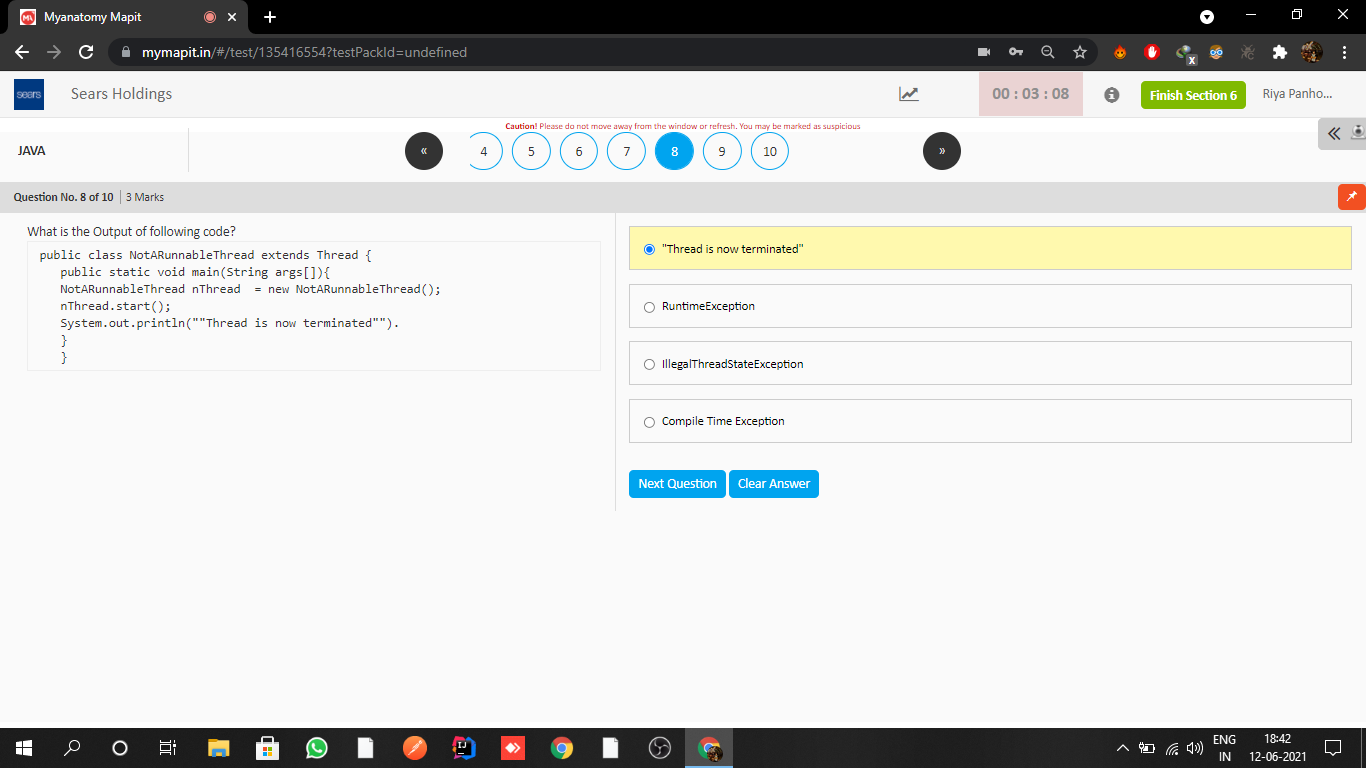 Myanatomy Mapit
mymapit.in/#/test/135416554?testPackId=undefined
sears
Sears Holdings
00 : 03 : 08
Finish Section 6
Riya Panho...
Caution! Please do not move away from the window or refresh, You may be marked as suspicious
JAVA
« 4 5 6 7 8 9 10 »
Question No. 8 of 10 3 Marks
What is the Output of following code?
public class NotARunnableThread extends Thread {
public static void main(String args[]){
NotARunnableThread nThread = new NotARunnableThread();
nThread.start();
System.out.println(""Thread is now terminated"").
}
}
"Thread is now terminated"
RuntimeException
IllegalThreadStateException
Compile Time Exception
Next Question
Clear Answer
ENG
IN
18:42
12-06-2021